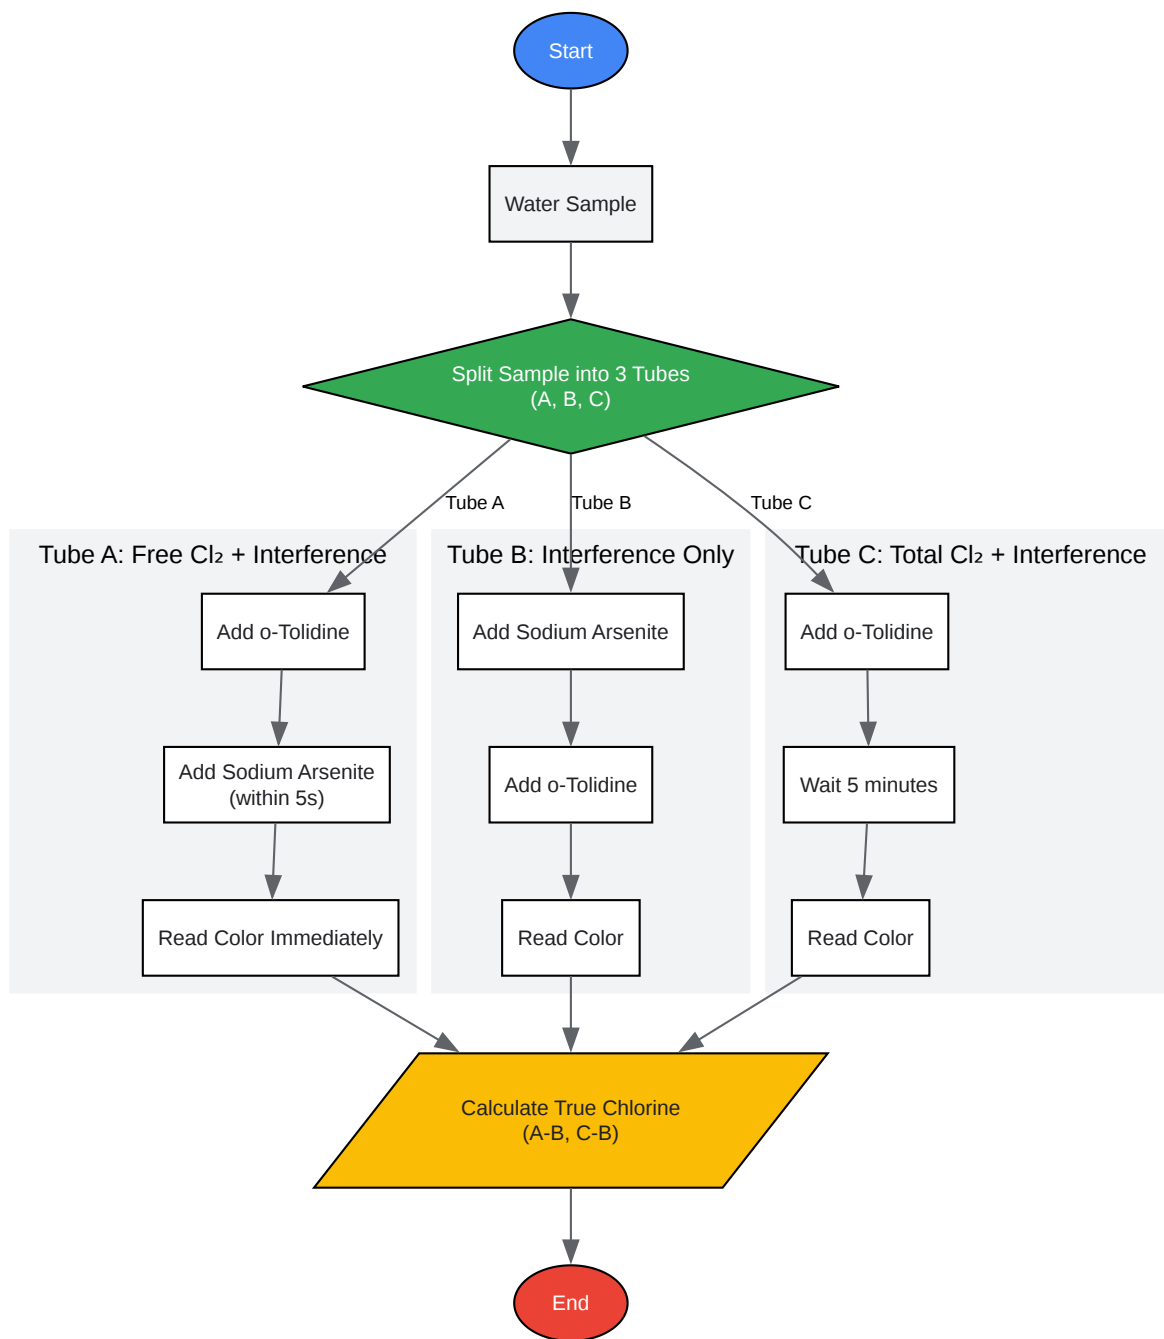 Start
Water Sample
Split Sample into 3 Tubes
(A, B, C)
Tube A
Tube B
Tube C
Tube A: Free Cl₂ + Interference
Add o-Tolidine
Add Sodium Arsenite
(within 5s)
Read Color Immediately
Tube B: Interference Only
Add Sodium Arsenite
Add o-Tolidine
Read Color
Tube C: Total Cl₂ + Interference
Add o-Tolidine
Wait 5 minutes
Read Color
Calculate True Chlorine
(A-B, C-B)
End